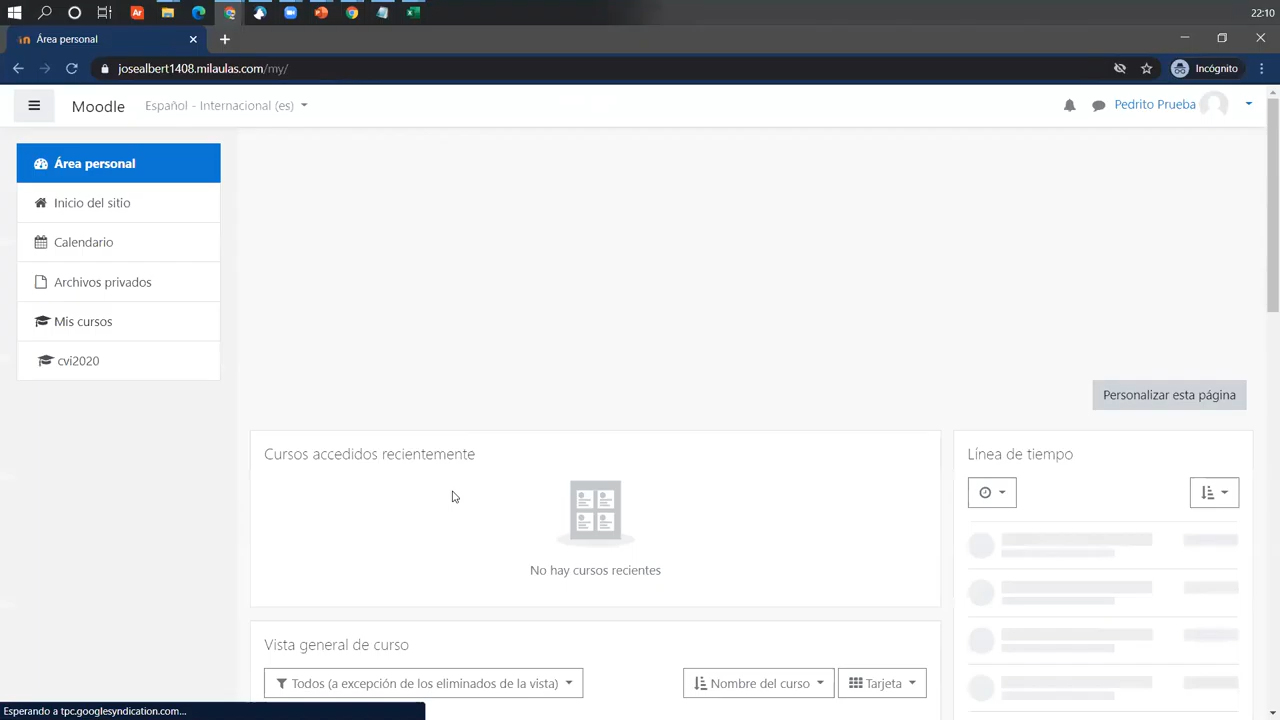 22:10
Área personal
josealbert1408.milaulas.com/my/
Incógnito
Moodle
Español - Internacional (es)
Pedrito Prueba
Área personal
Inicio del sitio
Calendario
Archivos privados
Mis cursos
cvi2020
Personalizar esta página
Cursos accedidos recientemente
No hay cursos recientes
Línea de tiempo
Vista general de curso
Todos (a excepción de los eliminados de la vista)
Nombre del curso
Tarjeta
Esperando a tpc.googlesyndication.com...